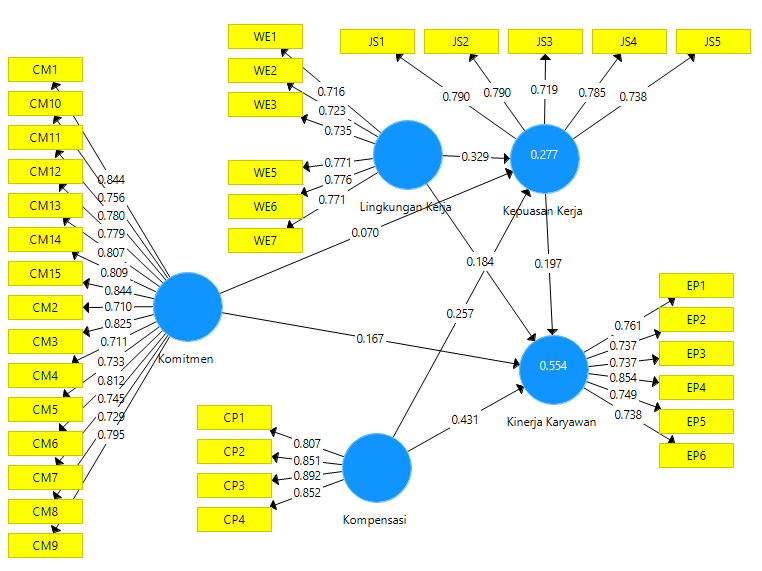 WE1
WE2
WE3
WE5
WE6
WE7
0.716
0.723
0.735
0.771
0.776
0.771
JS1
JS2
JS3
JS4
JS5
0.790
0.790
0.719
0.785
0.738
CM1
CM10
CM11
CM12
CM13
CM14
CM15
CM2
CM3
CM4
CM5
CM6
CM7
CM8
CM9
0.844
0.756
0.780
0.779
0.807
0.809
0.844
0.710
0.825
0.711
0.733
0.812
0.745
0.729
0.795
Lingkungan Kerja
0.329
0.277
Kepuasan Kerja
0.070
0.184
0.197
0.257
Komitmen
0.167
0.554
Kinerja Karyawan
0.431
EP1
EP2
EP3
EP4
EP5
EP6
0.761
0.737
0.737
0.854
0.749
0.738
CP1
CP2
CP3
CP4
0.807
0.851
0.892
0.852
Kompensasi